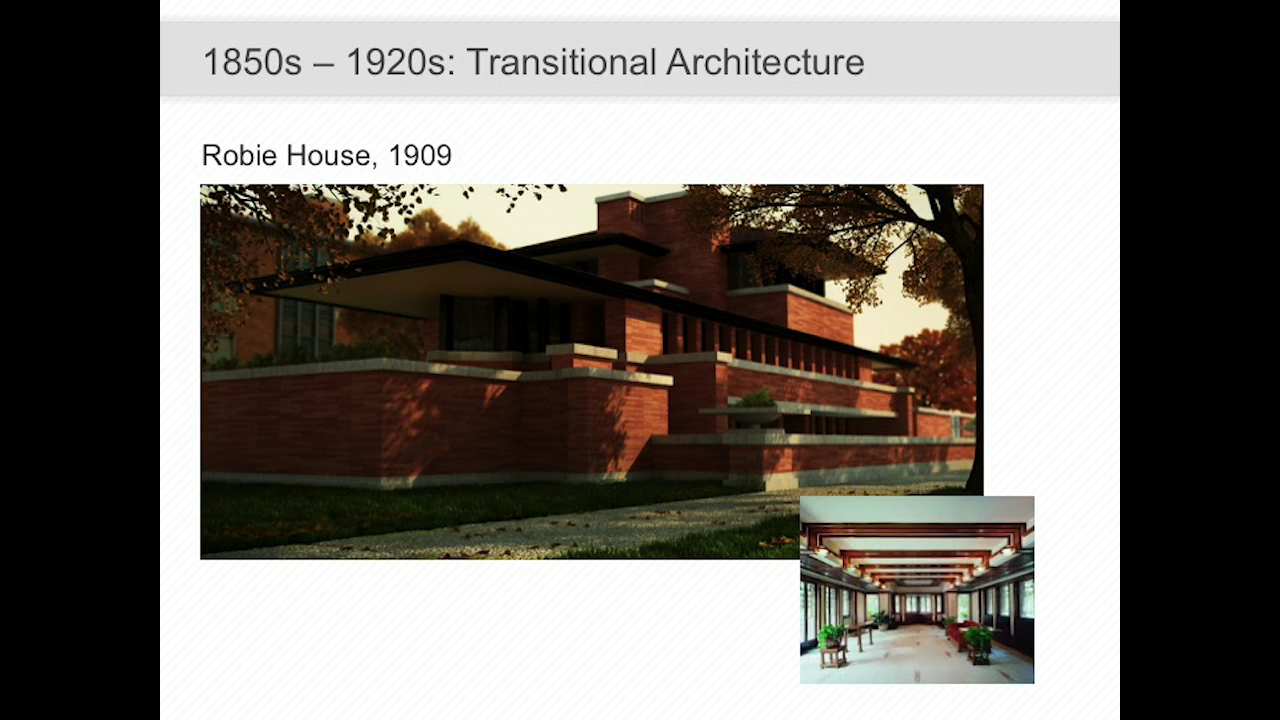 1850s – 1920s: Transitional Architecture
Robie House, 1909